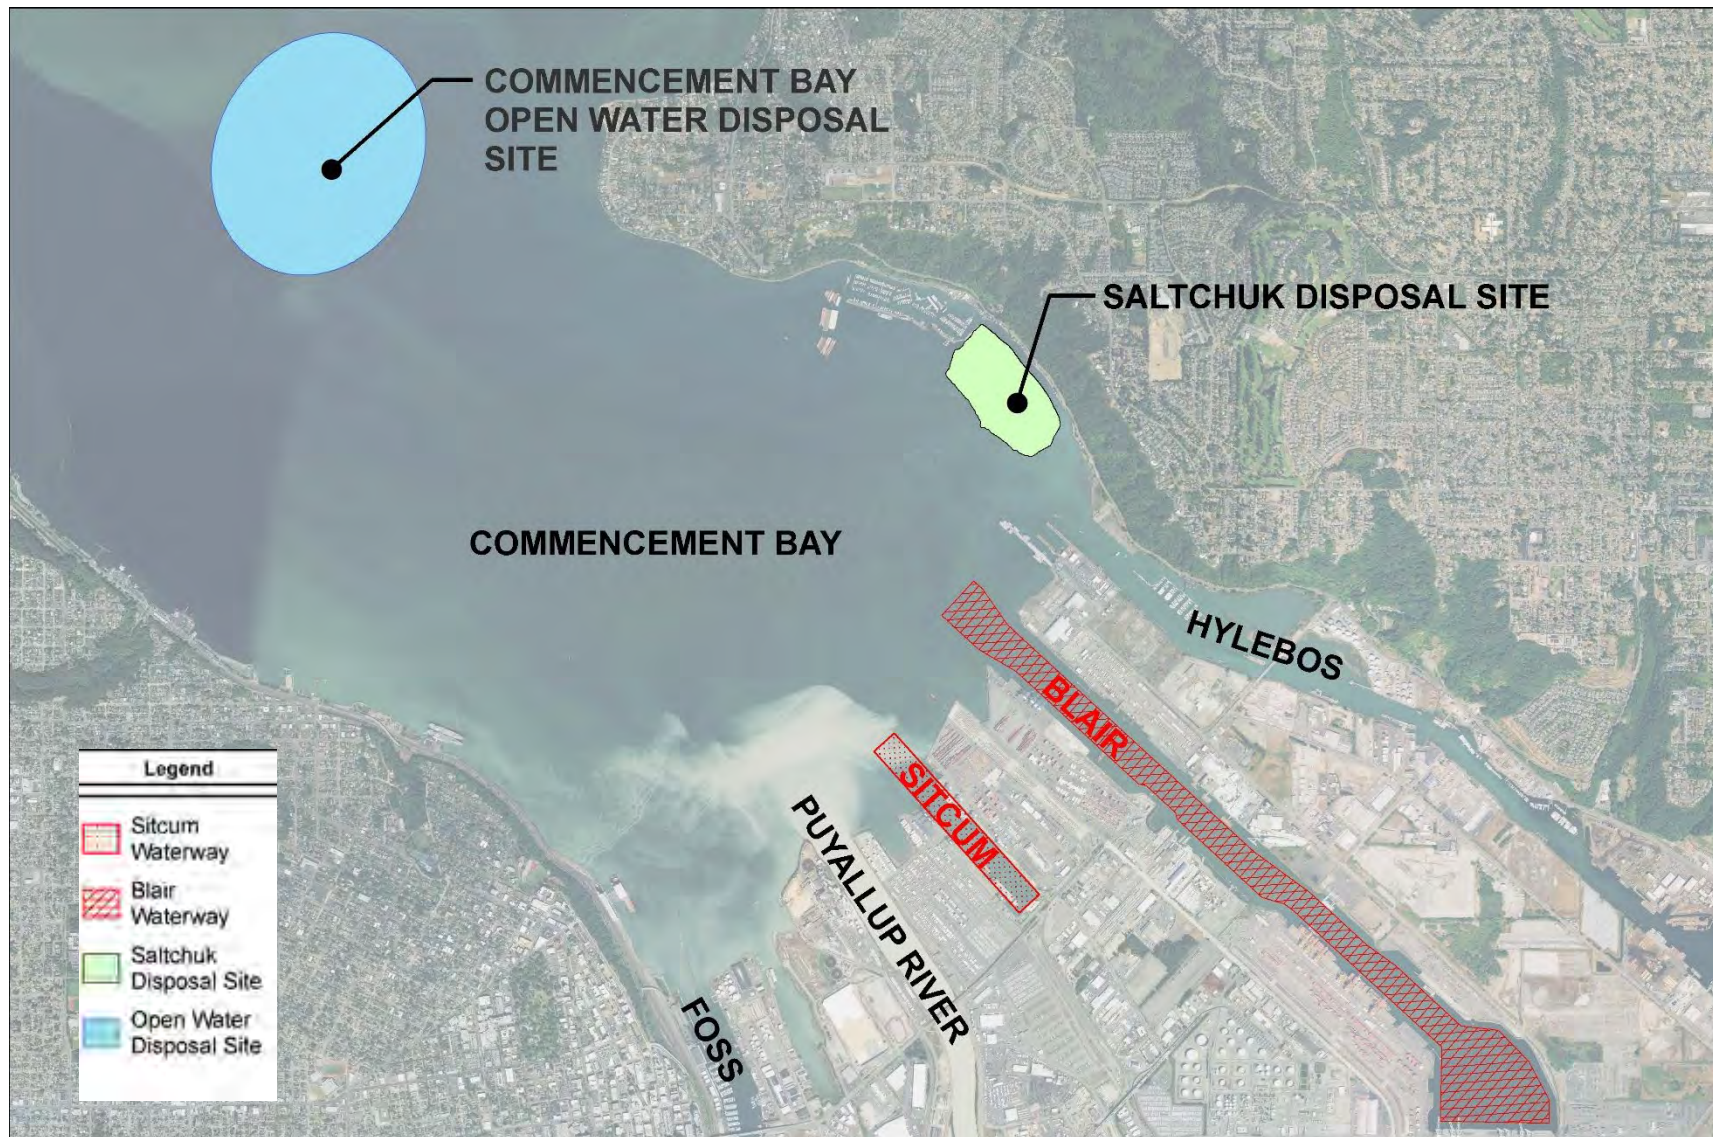 COMMENCEMENT BAY
OPEN WATER DISPOSAL
SITE
SALTCHUK DISPOSAL SITE
COMMENCEMENT BAY
HYLEBOS
BLAIR
SITCUM
PUYALLUP RIVER
FOSS
Legend
Sitcum
Waterway
Blair
Waterway
Saltchuk
Disposal Site
Open Water
Disposal Site